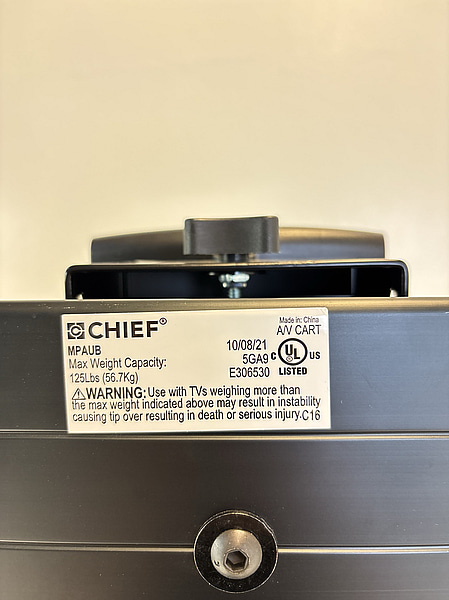 CHIEF®
Made in: China
A/V CART
MPAUB
10/08/21
Max Weight Capacity:
5GA9
125Lbs (56.7Kg)
E306530
C UL US
LISTED
⚠WARNING: Use with TVs weighing more than
the max weight indicated above may result in instability
causing tip over resulting in death or serious injury.-C16